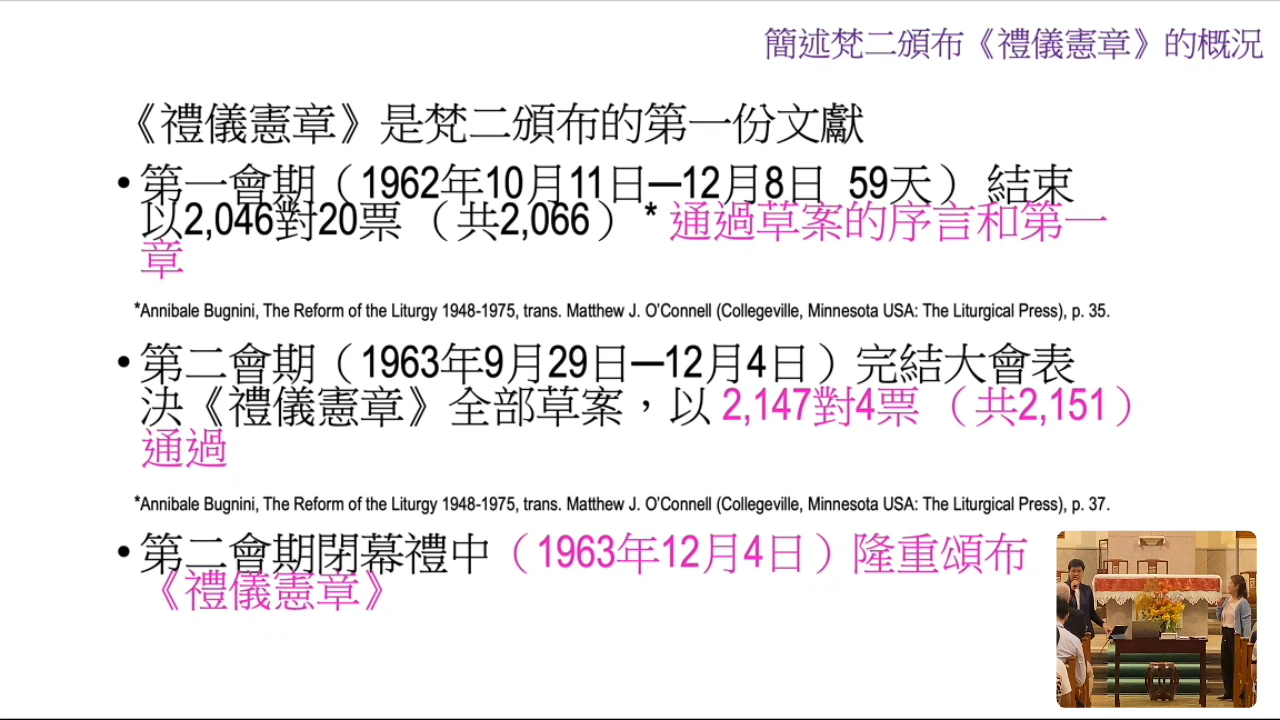 簡述梵二頒布《禮儀憲章》的概況
《禮儀憲章》是梵二頒布的第一份文獻
• 第一會期（1962年10月11日—12月8日 59天） 結束
以2,046對20票 （共2,066） * 通過草案的序言和第一
章
*Annibale Bugnini, The Reform of the Liturgy 1948-1975, trans. Matthew J. O'Connell (Collegeville, Minnesota USA: The Liturgical Press), p. 35.
• 第二會期（1963年9月29日—12月4日）完結大會表
決《禮儀憲章》全部草案，以 2,147對4票 （共2,151）
通過
*Annibale Bugnini, The Reform of the Liturgy 1948-1975, trans. Matthew J. O'Connell (Collegeville, Minnesota USA: The Liturgical Press), p. 37.
• 第二會期閉幕禮中（1963年12月4日）隆重頌布
《禮儀憲章》